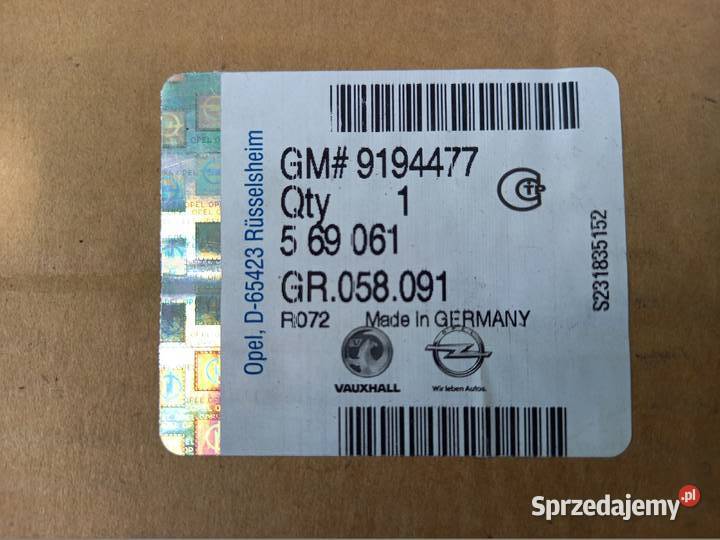 Opel, D-65423 Rüsselsheim
GM# 9194477
Qty 1
5 69 061
GR.058.091
R072 Made in GERMANY
VAUXHALL
OPEL
Wir leben Autos.
S231835152
Sprzedajemy.pl